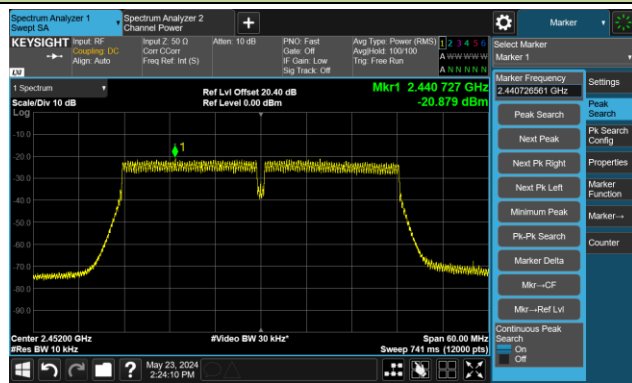 Spectrum Analyzer 1
Swept SA
Spectrum Analyzer 2
Channel Power
Marker
KEYSIGHT
Input: RF
Coupling: DC
Align: Auto
Input Z: 50 Ω
Corr CCorr
Freq Ref: Int (S)
Atten: 10 dB
PNO: Fast
Gate: Off
IF Gain: Low
Sig Track: Off
Avg Type: Power (RMS)
Avg|Hold: 100/100
Trig: Free Run
1 2 3 4 5 6
A W W W W W
A N N N N N
LXI
Select Marker
Marker 1
1 Spectrum
Scale/Div 10 dB
Log
Ref Lvl Offset 20.40 dB
Ref Level 0.00 dBm
Mkr1 2.440 727 GHz
-20.879 dBm
-10.0
-20.0
-30.0
-40.0
-50.0
-60.0
-70.0
-80.0
-90.0
1
Center 2.45200 GHz
#Res BW 10 kHz
#Video BW 30 kHz*
Span 60.00 MHz
Sweep 741 ms (12000 pts)
Marker Frequency
2.440726561 GHz
Peak Search
Next Peak
Next Pk Right
Next Pk Left
Minimum Peak
Pk-Pk Search
Marker Delta
Mkr→CF
Mkr→Ref Lvl
Continuous Peak
Search
On
Off
Settings
Peak
Search
Pk Search
Config
Properties
Marker
Function
Marker→
Counter
?
May 23, 2024
2:24:10 PM